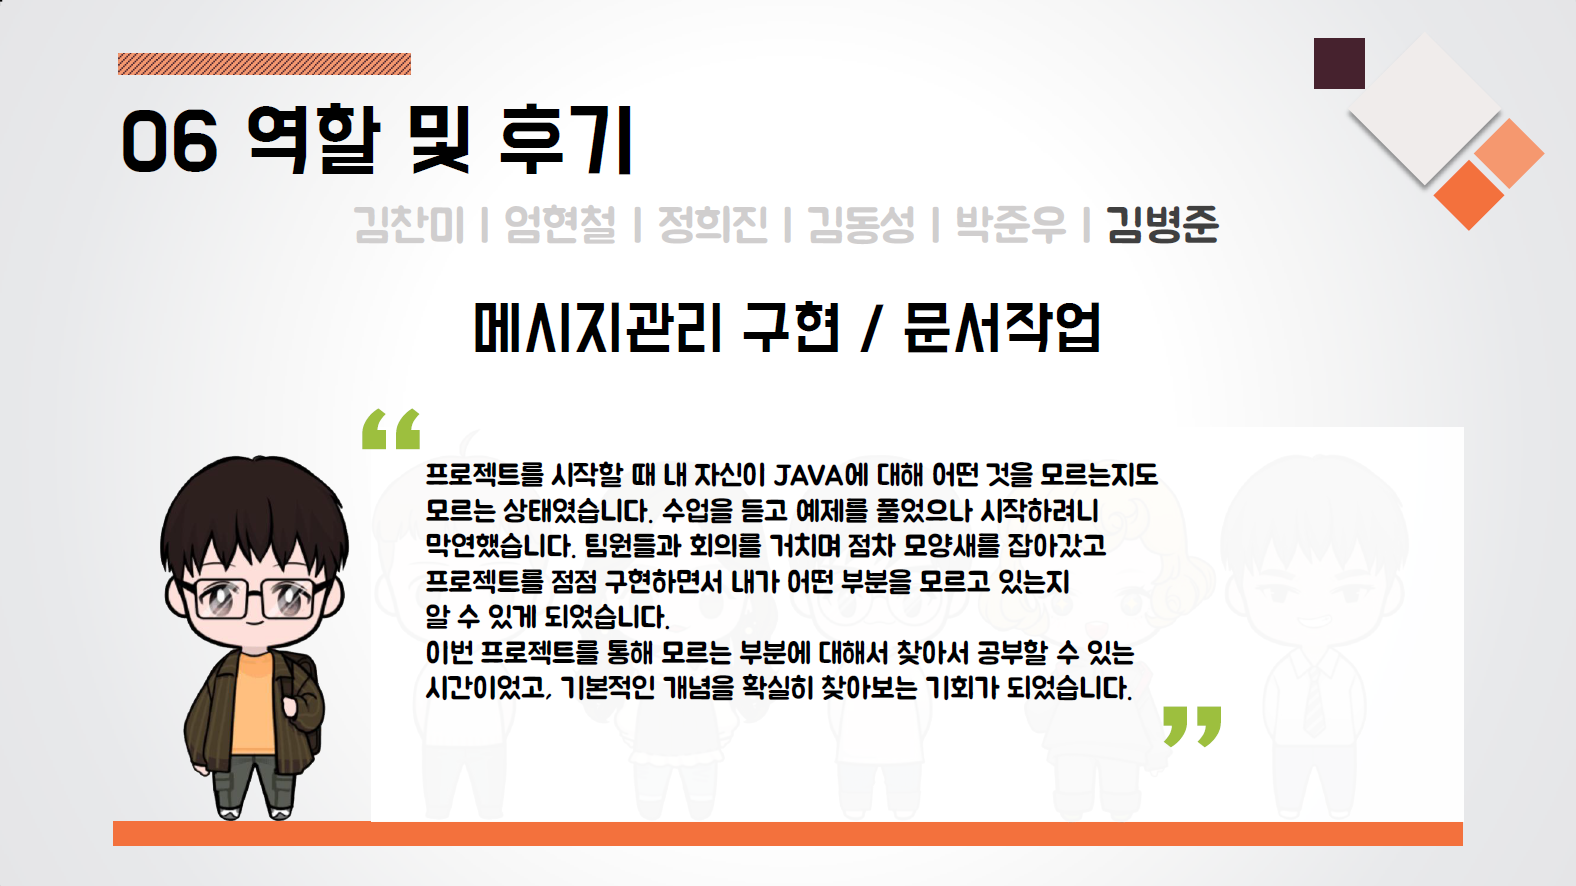 06 역할 및 후기
김찬미 | 엄현철 | 정희진 | 김동성 | 박준우 | 김병준
메시지관리 구현 / 문서작업
“
프로젝트를 시작할 때 내 자신이 JAVA에 대해 어떤 것을 모르는지도
모르는 상태였습니다. 수업을 듣고 예제를 풀었으나 시작하려니
막연했습니다. 팀원들과 회의를 거치며 점차 모양새를 잡아갔고
프로젝트를 점점 구현하면서 내가 어떤 부분을 모르고 있는지
알 수 있게 되었습니다.
이번 프로젝트를 통해 모르는 부분에 대해서 찾아서 공부할 수 있는
시간이었고, 기본적인 개념을 확실히 찾아보는 기회가 되었습니다.
”